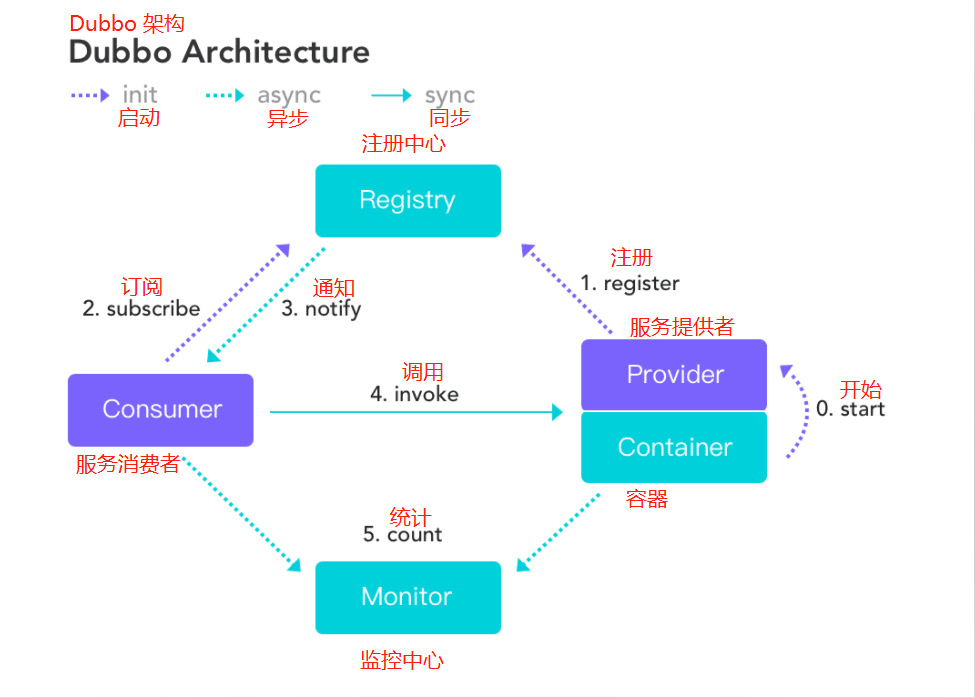 Dubbo 架构
Dubbo Architecture
init
async
sync
启动
异步
同步
注册中心
Registry
订阅
2. subscribe
通知
3. notify
注册
1. register
服务提供者
Provider
调用
4. invoke
Consumer
开始
0. start
Container
服务消费者
容器
统计
5. count
Monitor
监控中心